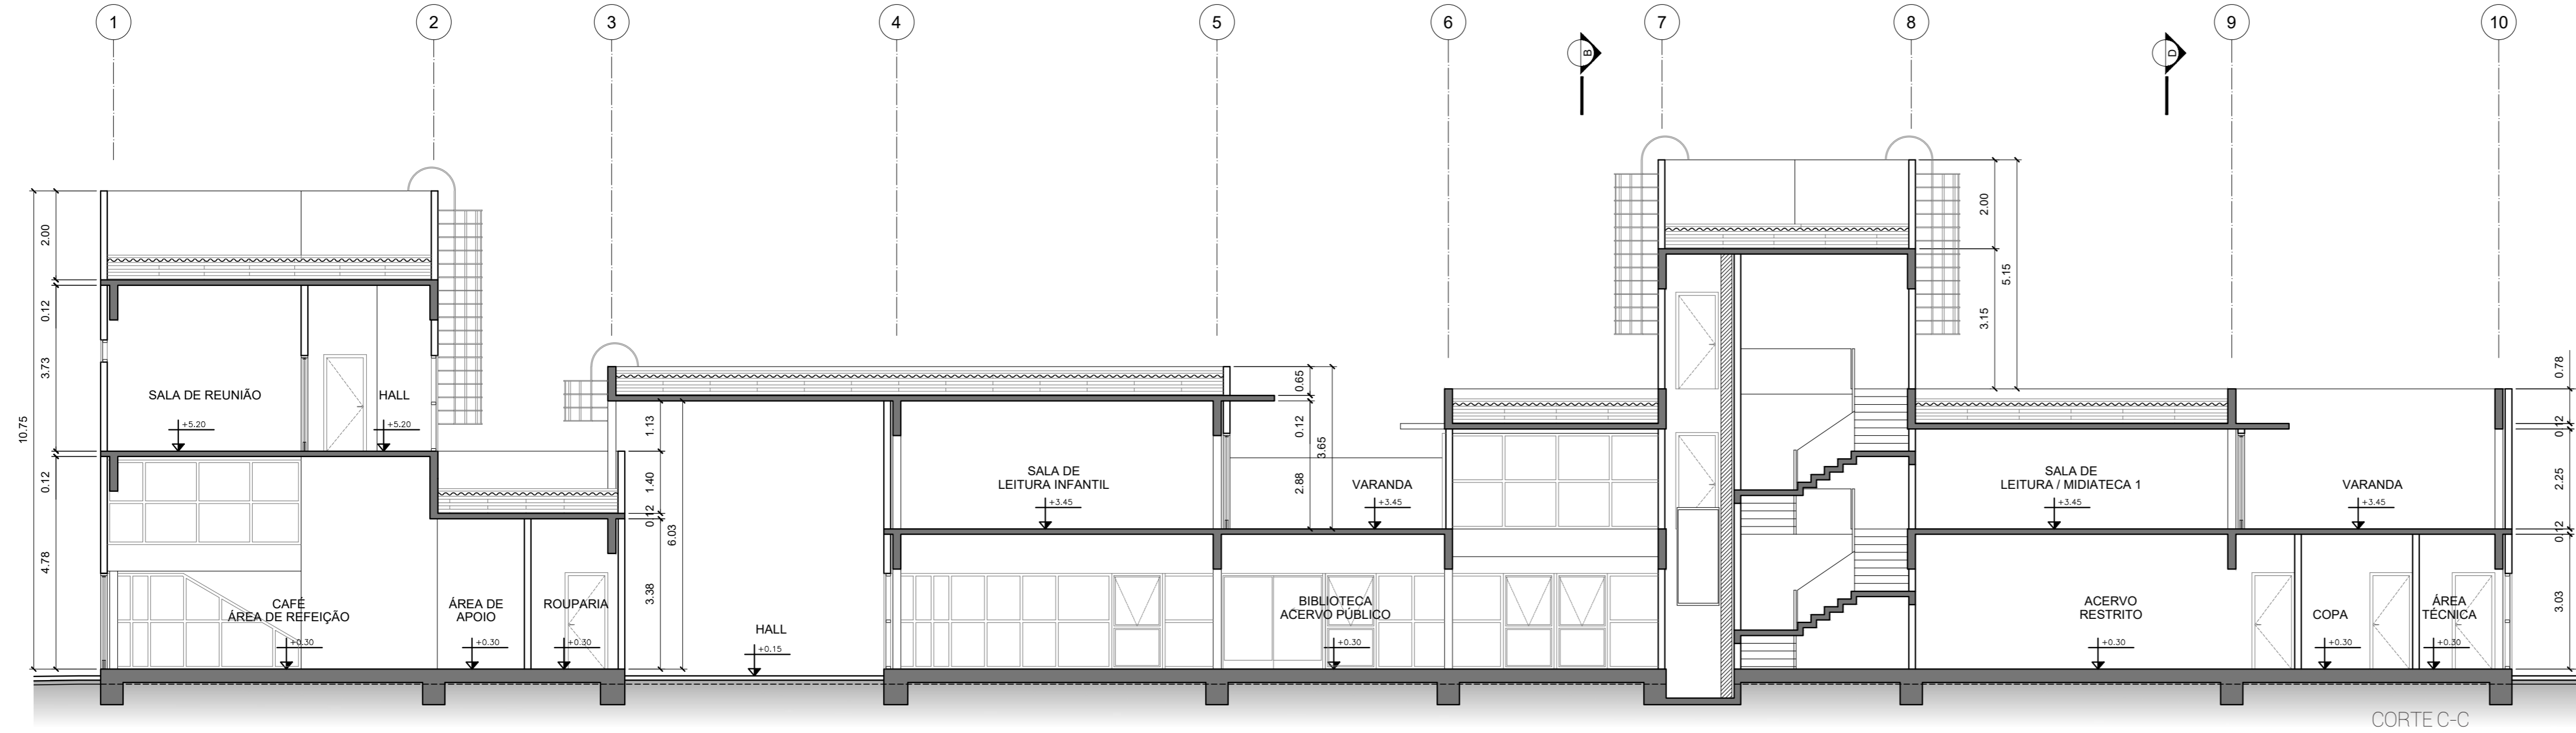 1
2
3
4
5
6
7
8
9
10
B
D
10.75
2.00
0.12
3.73
0.12
4.78
SALA DE REUNIÃO
+5.20
HALL
+5.20
CAFÉ
ÁREA DE REFEIÇÃO
+0.30
ÁREA DE
APOIO
+0.30
ROUPARIA
+0.30
1.13
1.40
0.12
3.38
6.03
HALL
+0.15
SALA DE
LEITURA INFANTIL
+3.45
0.65
0.12
2.88
3.65
VARANDA
+3.45
BIBLIOTECA
ACERVO PÚBLICO
+0.30
2.00
3.15
5.15
SALA DE
LEITURA / MIDIATECA 1
+3.45
VARANDA
+3.45
ACERVO
RESTRITO
+0.30
COPA
+0.30
ÁREA
TÉCNICA
+0.30
0.78
0.12
2.25
0.12
3.03
CORTE C-C